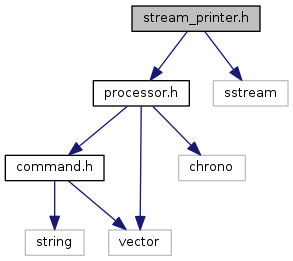 stream_printer.h
processor.h
sstream
command.h
chrono
string
vector